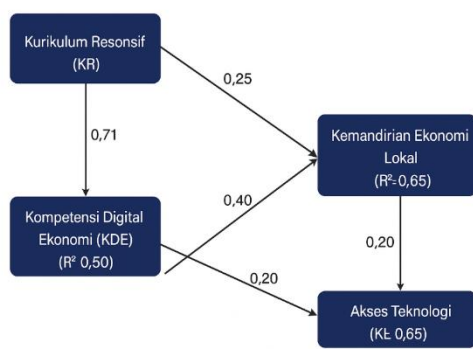 Kurikulum Resonsif
(KR)
0,25
0,71
Kemandirian Ekonomi
Lokal
(R²=0,65)
0,40
Kompetensi Digital
Ekonomi (KDE)
(R² 0,50)
0,20
0,20
Akses Teknologi
(KŁ 0,65)